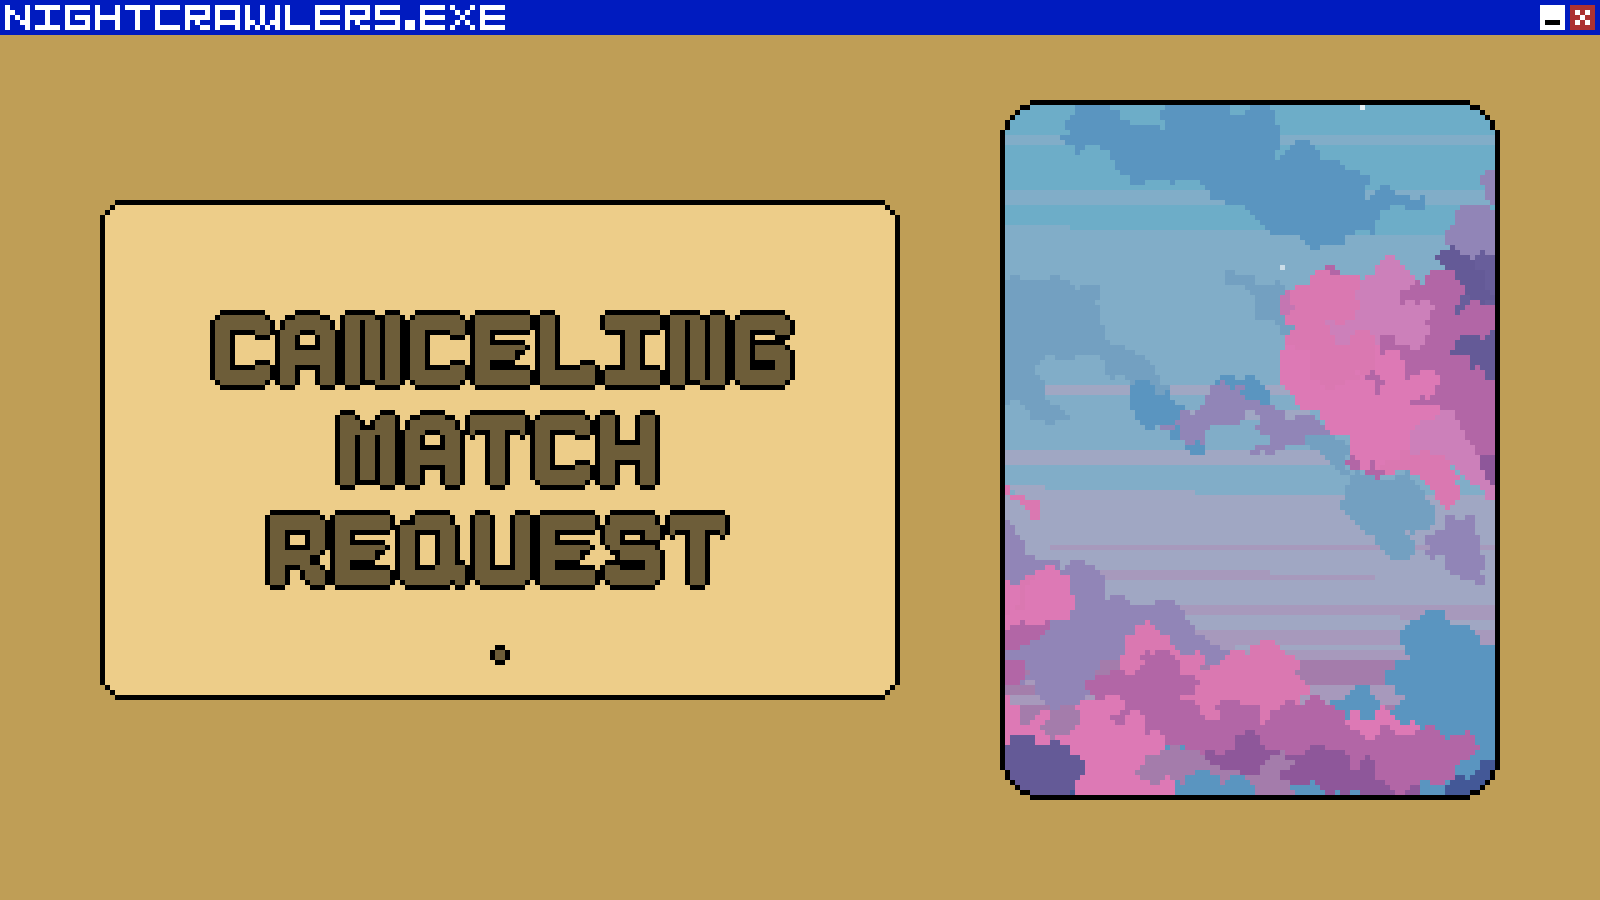 NIGHTCRAWLERS.EXE
CANCELING
MATCH
REQUEST
.